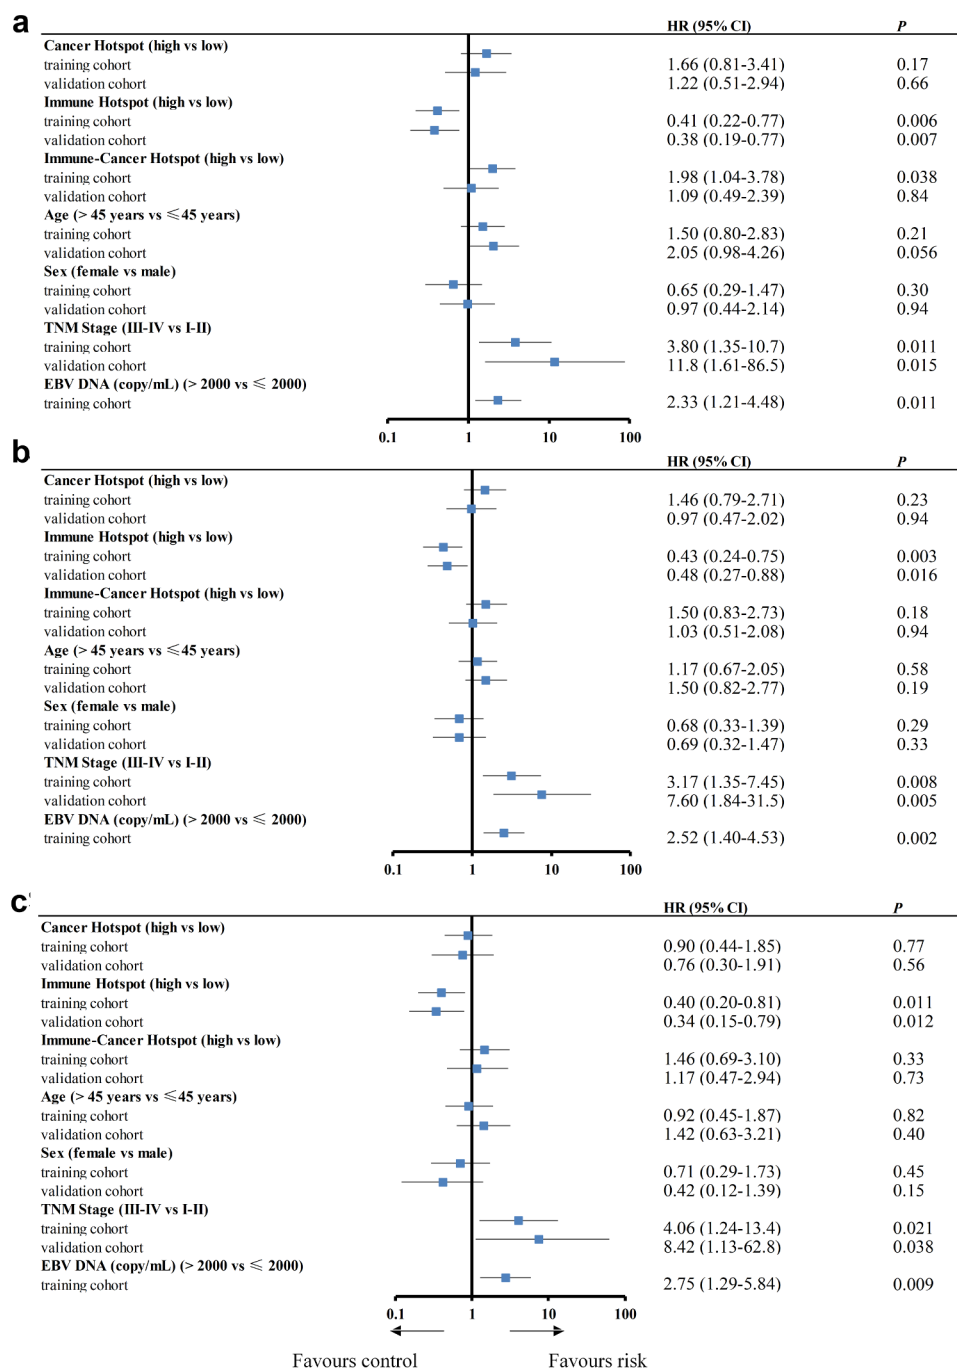 a
HR (95% CI) P
Cancer Hotspot (high vs low)
training cohort 1.66 (0.81-3.41) 0.17
validation cohort 1.22 (0.51-2.94) 0.66
Immune Hotspot (high vs low)
training cohort 0.41 (0.22-0.77) 0.006
validation cohort 0.38 (0.19-0.77) 0.007
Immune-Cancer Hotspot (high vs low)
training cohort 1.98 (1.04-3.78) 0.038
validation cohort 1.09 (0.49-2.39) 0.84
Age (> 45 years vs ≤45 years)
training cohort 1.50 (0.80-2.83) 0.21
validation cohort 2.05 (0.98-4.26) 0.056
Sex (female vs male)
training cohort 0.65 (0.29-1.47) 0.30
validation cohort 0.97 (0.44-2.14) 0.94
TNM Stage (III-IV vs I-II)
training cohort 3.80 (1.35-10.7) 0.011
validation cohort 11.8 (1.61-86.5) 0.015
EBV DNA (copy/mL) (> 2000 vs ≤ 2000)
training cohort 2.33 (1.21-4.48) 0.011
0.1 1 10 100
b
HR (95% CI) P
Cancer Hotspot (high vs low)
training cohort 1.46 (0.79-2.71) 0.23
validation cohort 0.97 (0.47-2.02) 0.94
Immune Hotspot (high vs low)
training cohort 0.43 (0.24-0.75) 0.003
validation cohort 0.48 (0.27-0.88) 0.016
Immune-Cancer Hotspot (high vs low)
training cohort 1.50 (0.83-2.73) 0.18
validation cohort 1.03 (0.51-2.08) 0.94
Age (> 45 years vs ≤45 years)
training cohort 1.17 (0.67-2.05) 0.58
validation cohort 1.50 (0.82-2.77) 0.19
Sex (female vs male)
training cohort 0.68 (0.33-1.39) 0.29
validation cohort 0.69 (0.32-1.47) 0.33
TNM Stage (III-IV vs I-II)
training cohort 3.17 (1.35-7.45) 0.008
validation cohort 7.60 (1.84-31.5) 0.005
EBV DNA (copy/mL) (> 2000 vs ≤ 2000)
training cohort 2.52 (1.40-4.53) 0.002
0.1 1 10 100
c
HR (95% CI) P
Cancer Hotspot (high vs low)
training cohort 0.90 (0.44-1.85) 0.77
validation cohort 0.76 (0.30-1.91) 0.56
Immune Hotspot (high vs low)
training cohort 0.40 (0.20-0.81) 0.011
validation cohort 0.34 (0.15-0.79) 0.012
Immune-Cancer Hotspot (high vs low)
training cohort 1.46 (0.69-3.10) 0.33
validation cohort 1.17 (0.47-2.94) 0.73
Age (> 45 years vs ≤45 years)
training cohort 0.92 (0.45-1.87) 0.82
validation cohort 1.42 (0.63-3.21) 0.40
Sex (female vs male)
training cohort 0.71 (0.29-1.73) 0.45
validation cohort 0.42 (0.12-1.39) 0.15
TNM Stage (III-IV vs I-II)
training cohort 4.06 (1.24-13.4) 0.021
validation cohort 8.42 (1.13-62.8) 0.038
EBV DNA (copy/mL) (> 2000 vs ≤ 2000)
training cohort 2.75 (1.29-5.84) 0.009
0.1 1 10 100
Favours control Favours risk